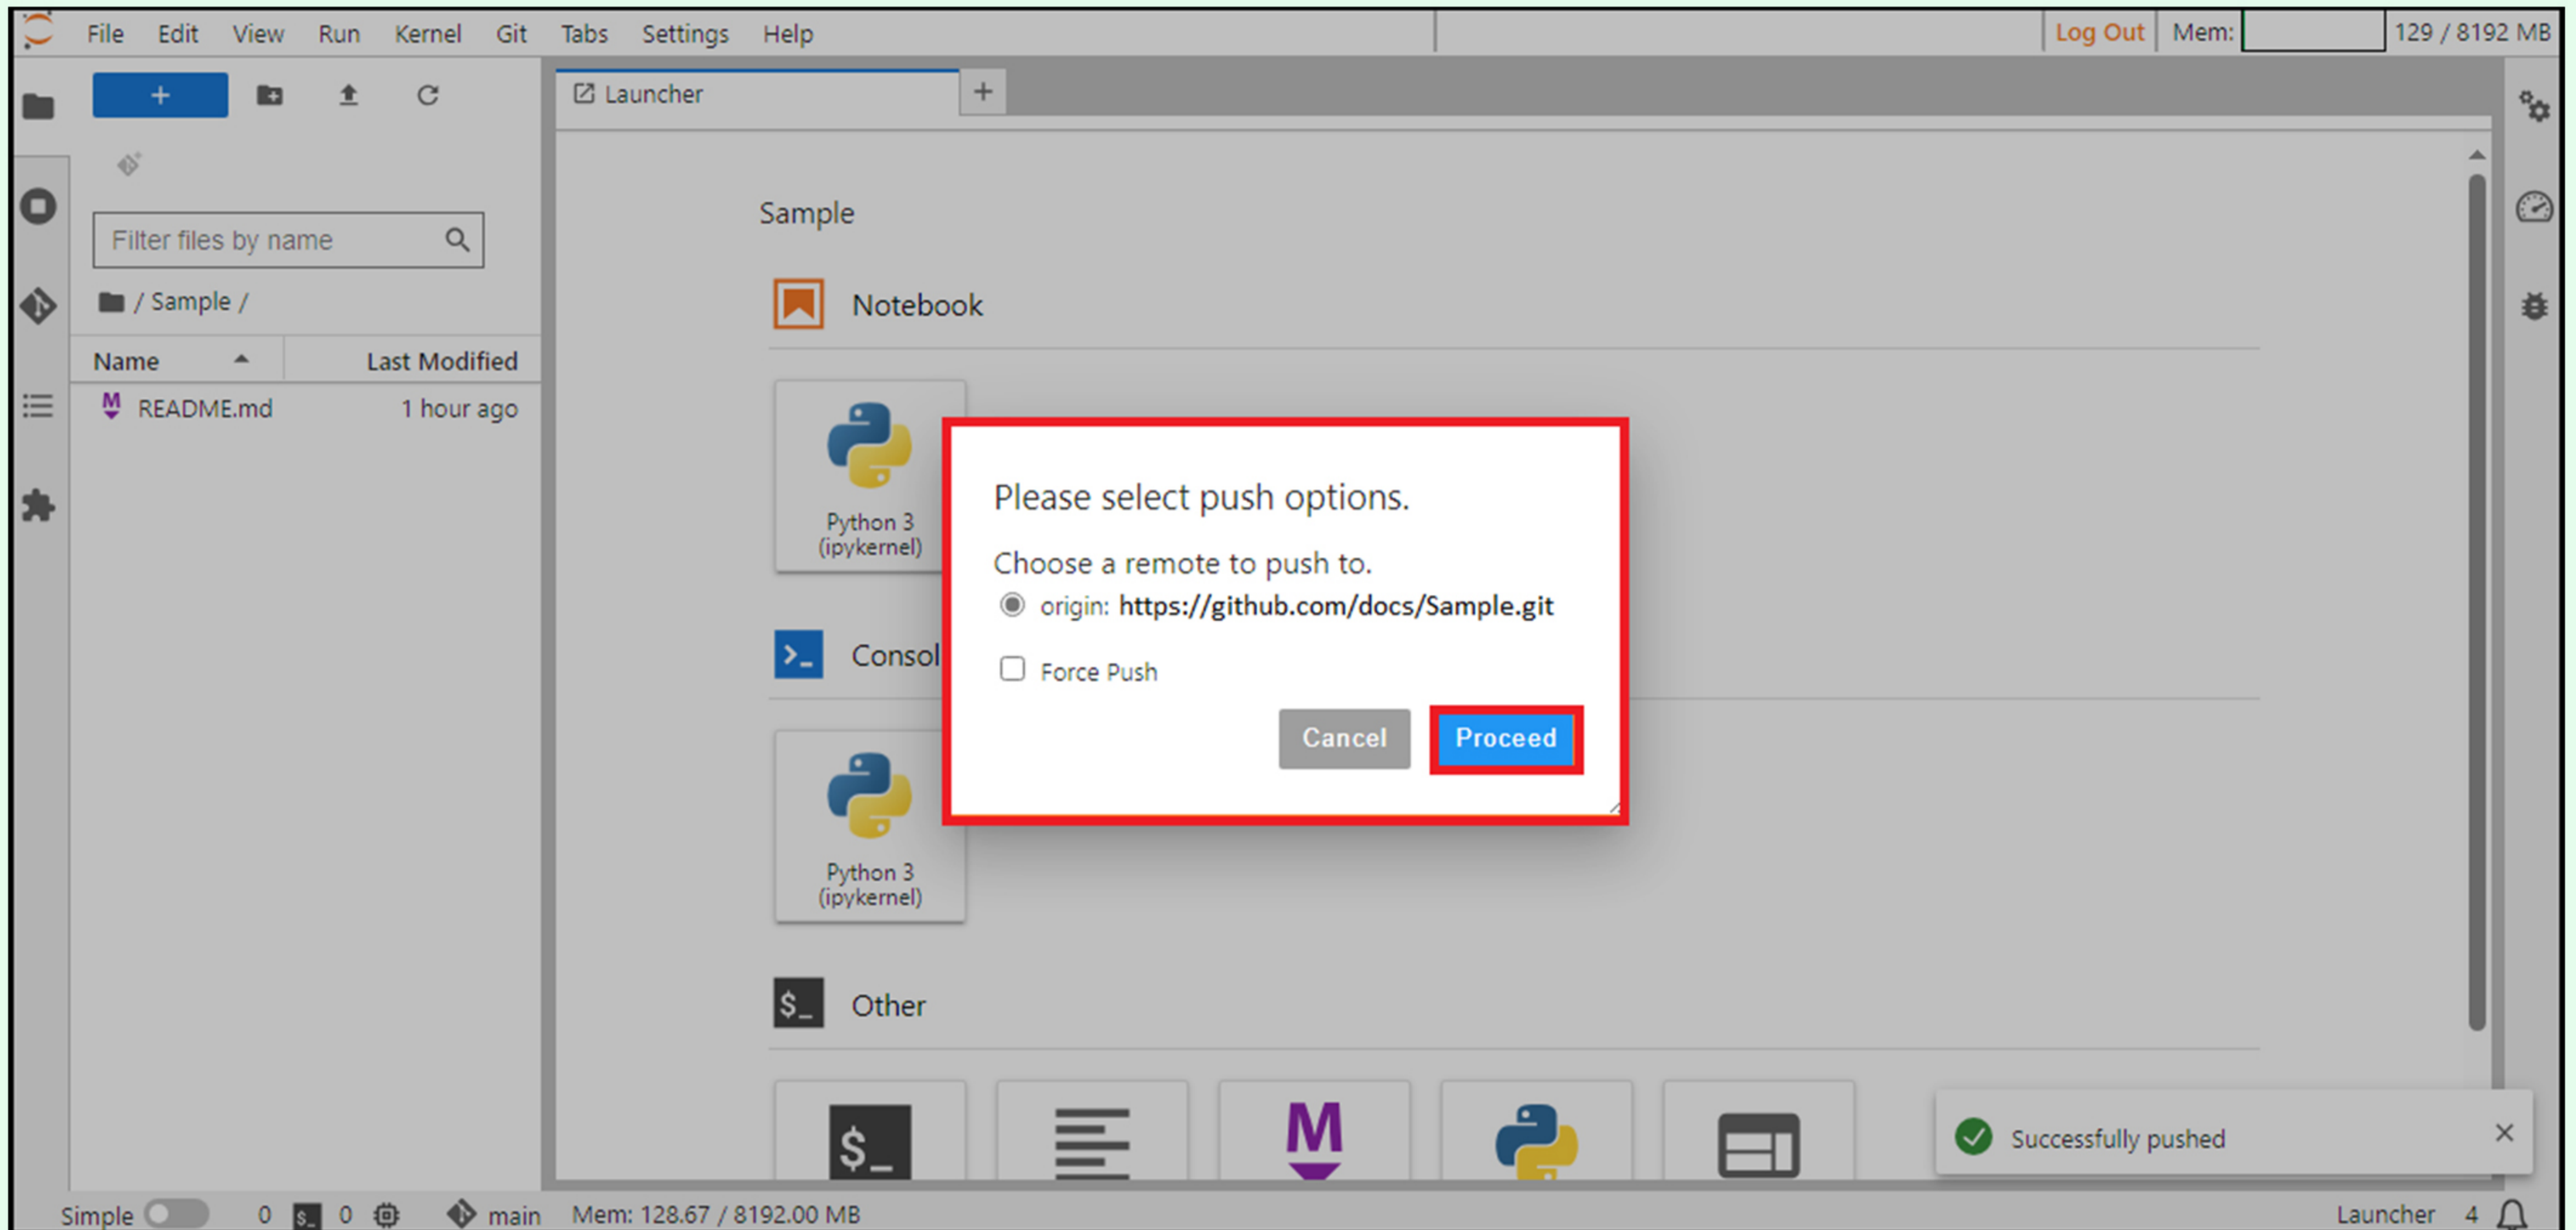 File Edit View Run Kernel Git Tabs Settings Help
Log Out Mem: 129 / 8192 MB
+
Launcher +
Filter files by name
/ Sample /
Name Last Modified
README.md 1 hour ago
Sample
Notebook
Python 3
(ipykernel)
Please select push options.
Choose a remote to push to.
origin: https://github.com/docs/Sample.git
Force Push
Cancel Proceed
Consol
Python 3
(ipykernel)
$_ Other
$_ M
Successfully pushed ×
Simple 0 $_ 0 main Mem: 128.67 / 8192.00 MB Launcher 4